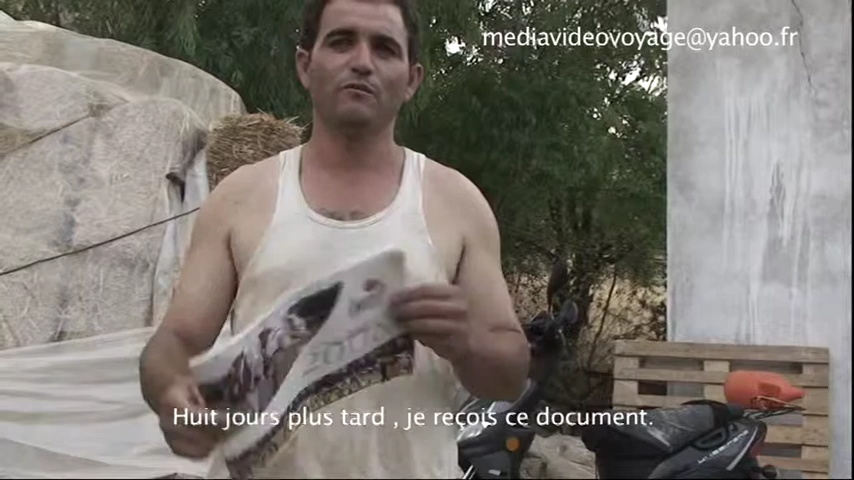 mediavideovoyage@yahoo.fr
Huit jours plus tard , je reçois ce document.